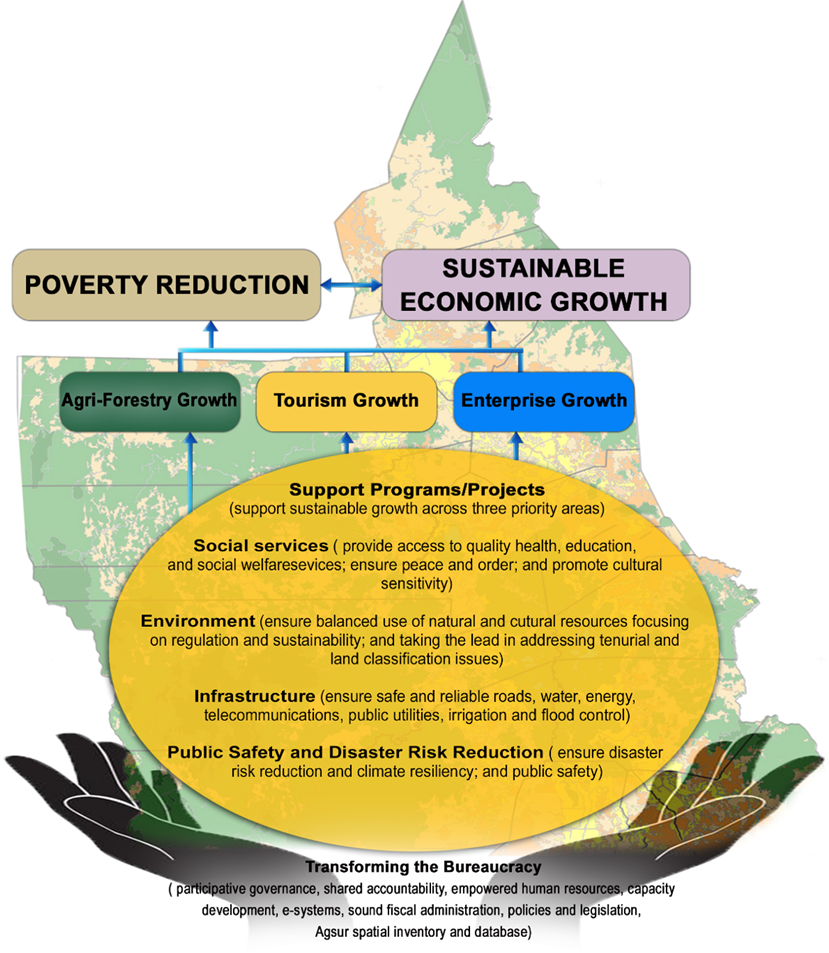 POVERTY REDUCTION
SUSTAINABLE
ECONOMIC GROWTH
Agri-Forestry Growth
Tourism Growth
Enterprise Growth
Support Programs/Projects
(support sustainable growth across three priority areas)
Social services ( provide access to quality health, education,
and social welfaresevices; ensure peace and order; and promote cultural
sensitivity)
Environment (ensure balanced use of natural and cutural resources focusing
on regulation and sustainability; and taking the lead in addressing tenurial and
land classification issues)
Infrastructure (ensure safe and reliable roads, water, energy,
telecommunications, public utilities, irrigation and flood control)
Public Safety and Disaster Risk Reduction ( ensure disaster
risk reduction and climate resiliency; and public safety)
Transforming the Bureaucracy
( participative governance, shared accountability, empowered human resources, capacity
development, e-systems, sound fiscal administration, policies and legislation,
Agsur spatial inventory and database)